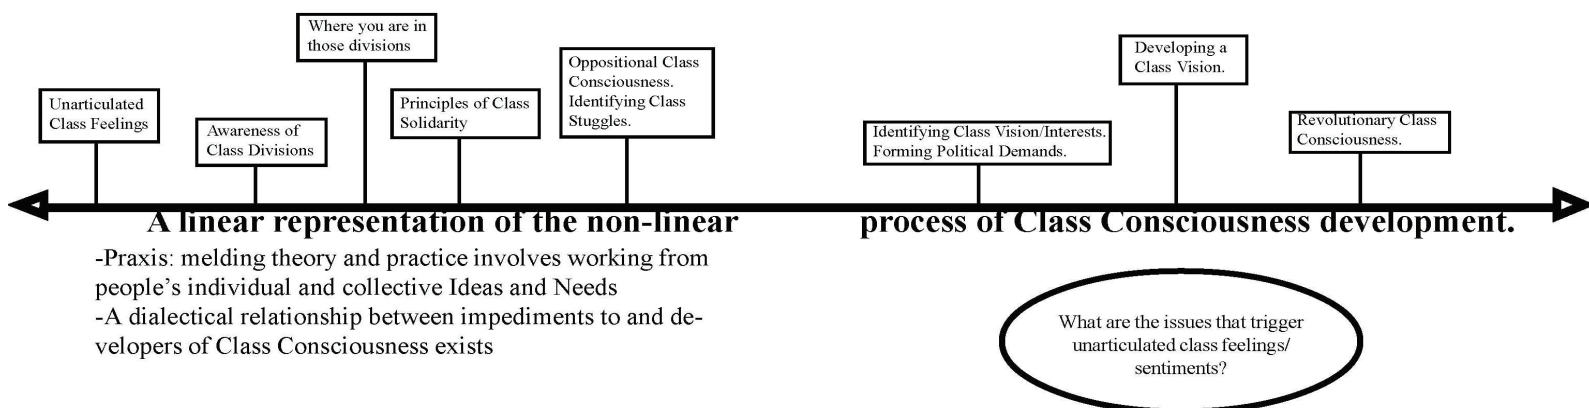 Unarticulated
Class Feelings
Awareness of
Class Divisions
Where you are in
those divisions
Principles of Class
Solidarity
Oppositional Class
Consciousness.
Identifying Class
Stuggles.
Identifying Class Vision/Interests.
Forming Political Demands.
Developing a
Class Vision.
Revolutionary Class
Consciousness.
A linear representation of the non-linear process of Class Consciousness development.
-Praxis: melding theory and practice involves working from
people's individual and collective Ideas and Needs
-A dialectical relationship between impediments to and de-
velopers of Class Consciousness exists
What are the issues that trigger
unarticulated class feelings/
sentiments?